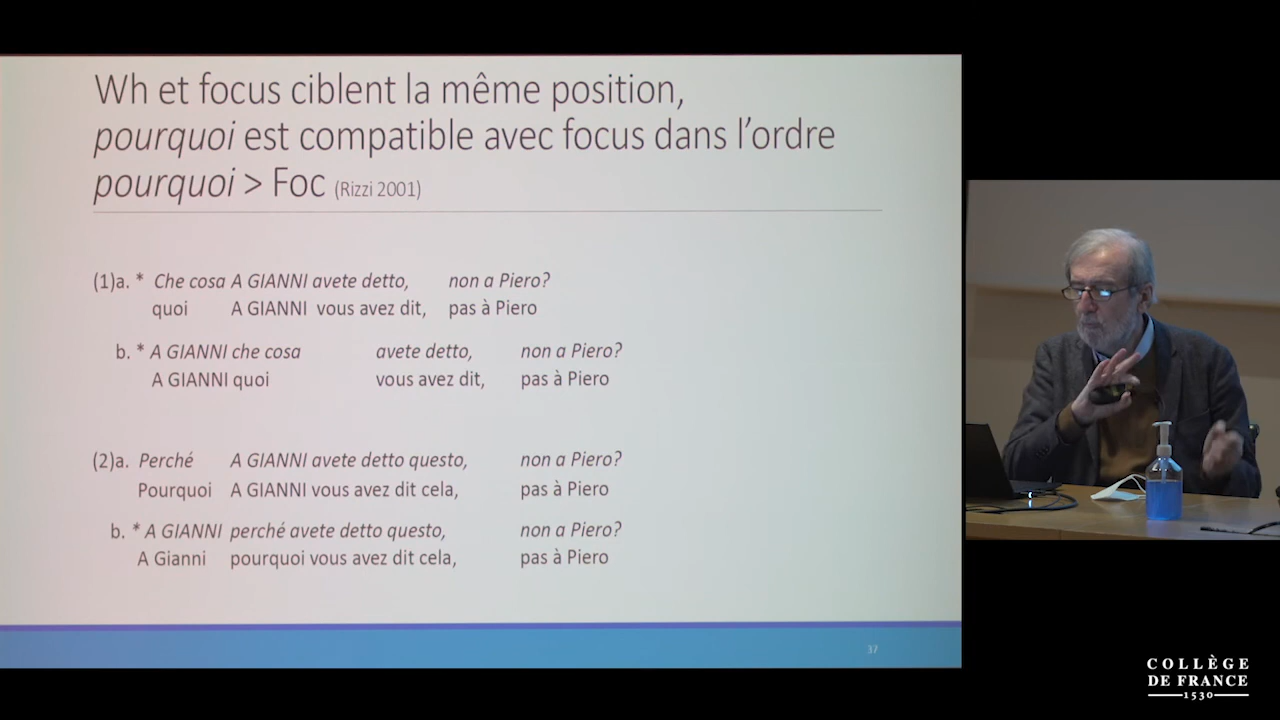 Wh et focus ciblent la même position,
pourquoi est compatible avec focus dans l'ordre
pourquoi > Foc (Rizzi 2001)
(1)a. * Che cosa A GIANNI avete detto, non a Piero?
quoi A GIANNI vous avez dit, pas à Piero
b. * A GIANNI che cosa avete detto, non a Piero?
A GIANNI quoi vous avez dit, pas à Piero
(2)a. Perché A GIANNI avete detto questo, non a Piero?
Pourquoi A GIANNI vous avez dit cela, pas à Piero
b. * A GIANNI perché avete detto questo, non a Piero?
A Gianni pourquoi vous avez dit cela, pas à Piero
37
COLLÈGE
DE FRANCE
1530